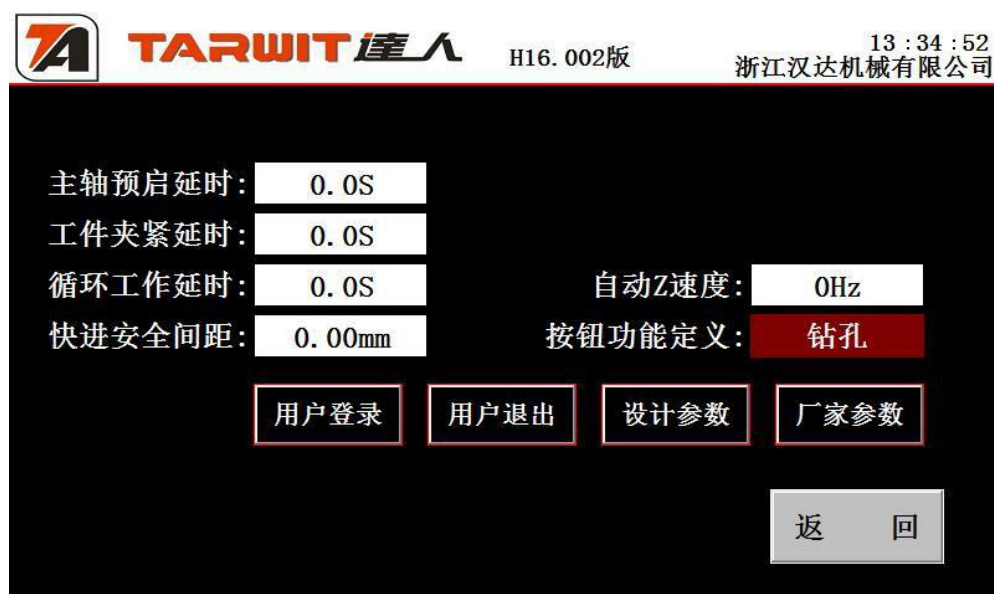 TA TARWIT達人 H16.002版 13:34:52
浙江汉达机械有限公司
主轴预启延时: 0.0S
工件夹紧延时: 0.0S
循环工作延时: 0.0S 自动Z速度: 0Hz
快进安全间距: 0.00mm 按钮功能定义: 钻孔
用户登录 用户退出 设计参数 厂家参数
返 回